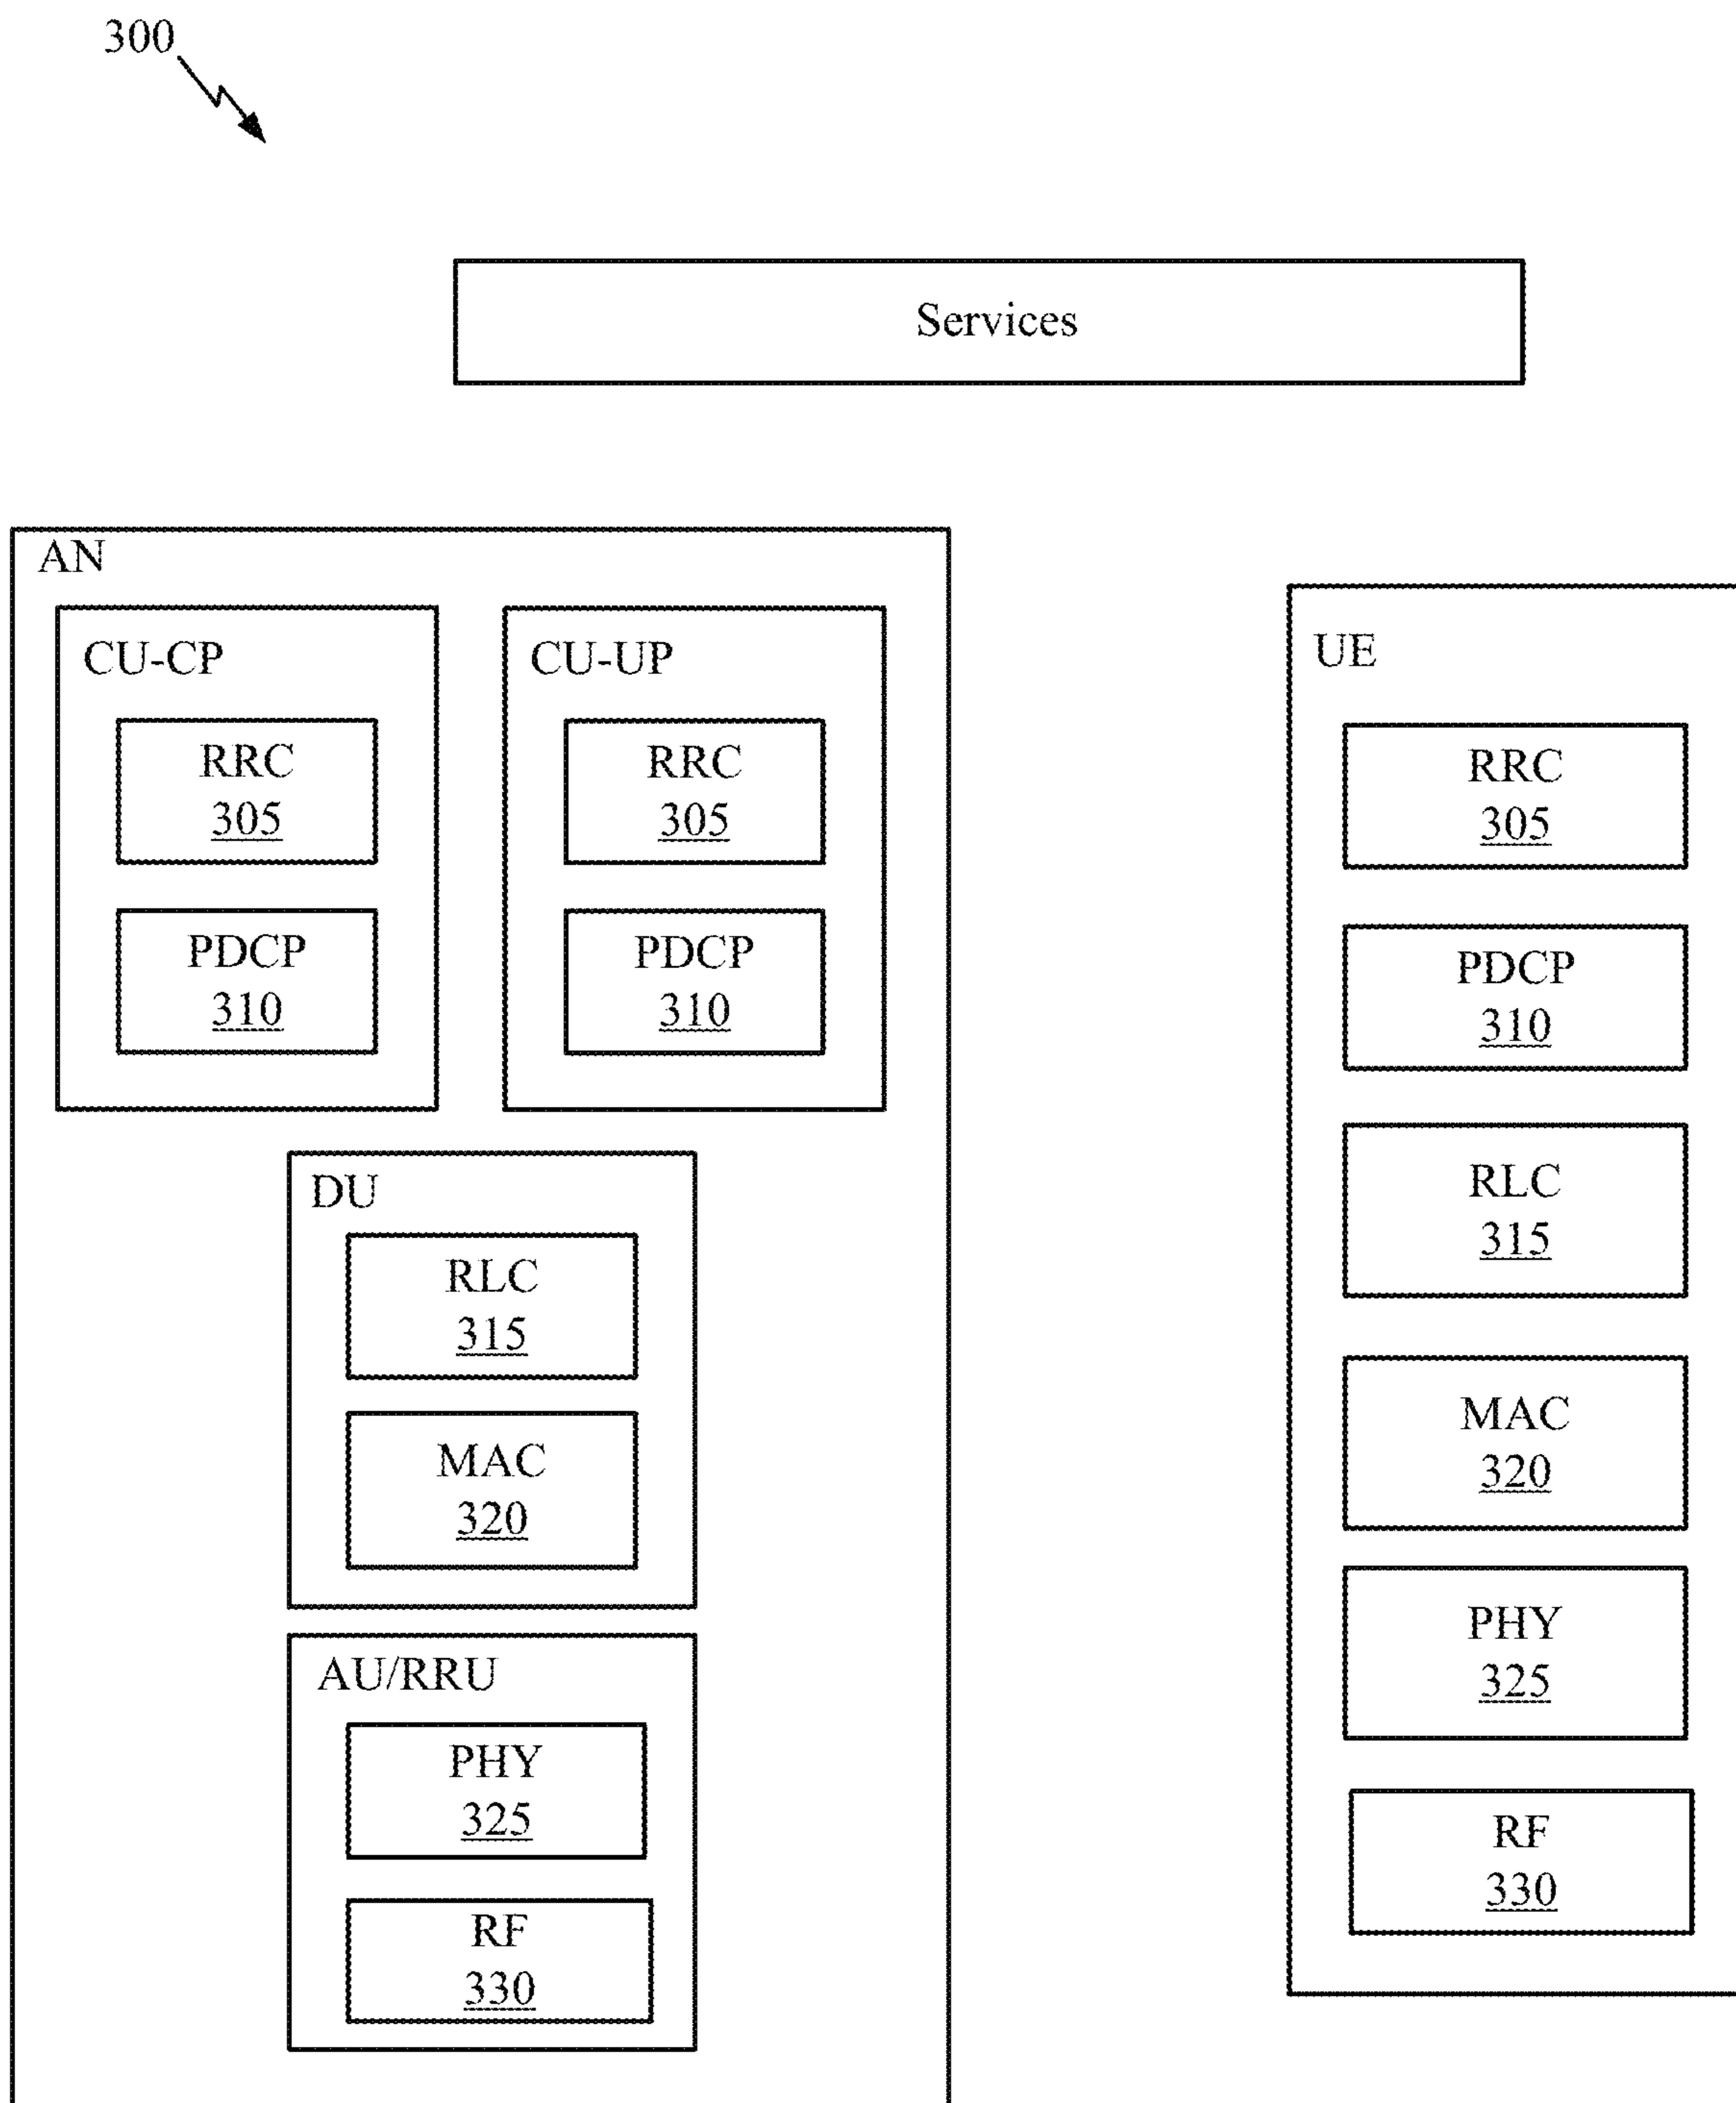 300
Services
AN
CU-CP
RRC
305
PDCP
310
CU-UP
RRC
305
PDCP
310
DU
RLC
315
MAC
320
AU/RRU
PHY
325
RF
330
UE
RRC
305
PDCP
310
RLC
315
MAC
320
PHY
325
RF
330